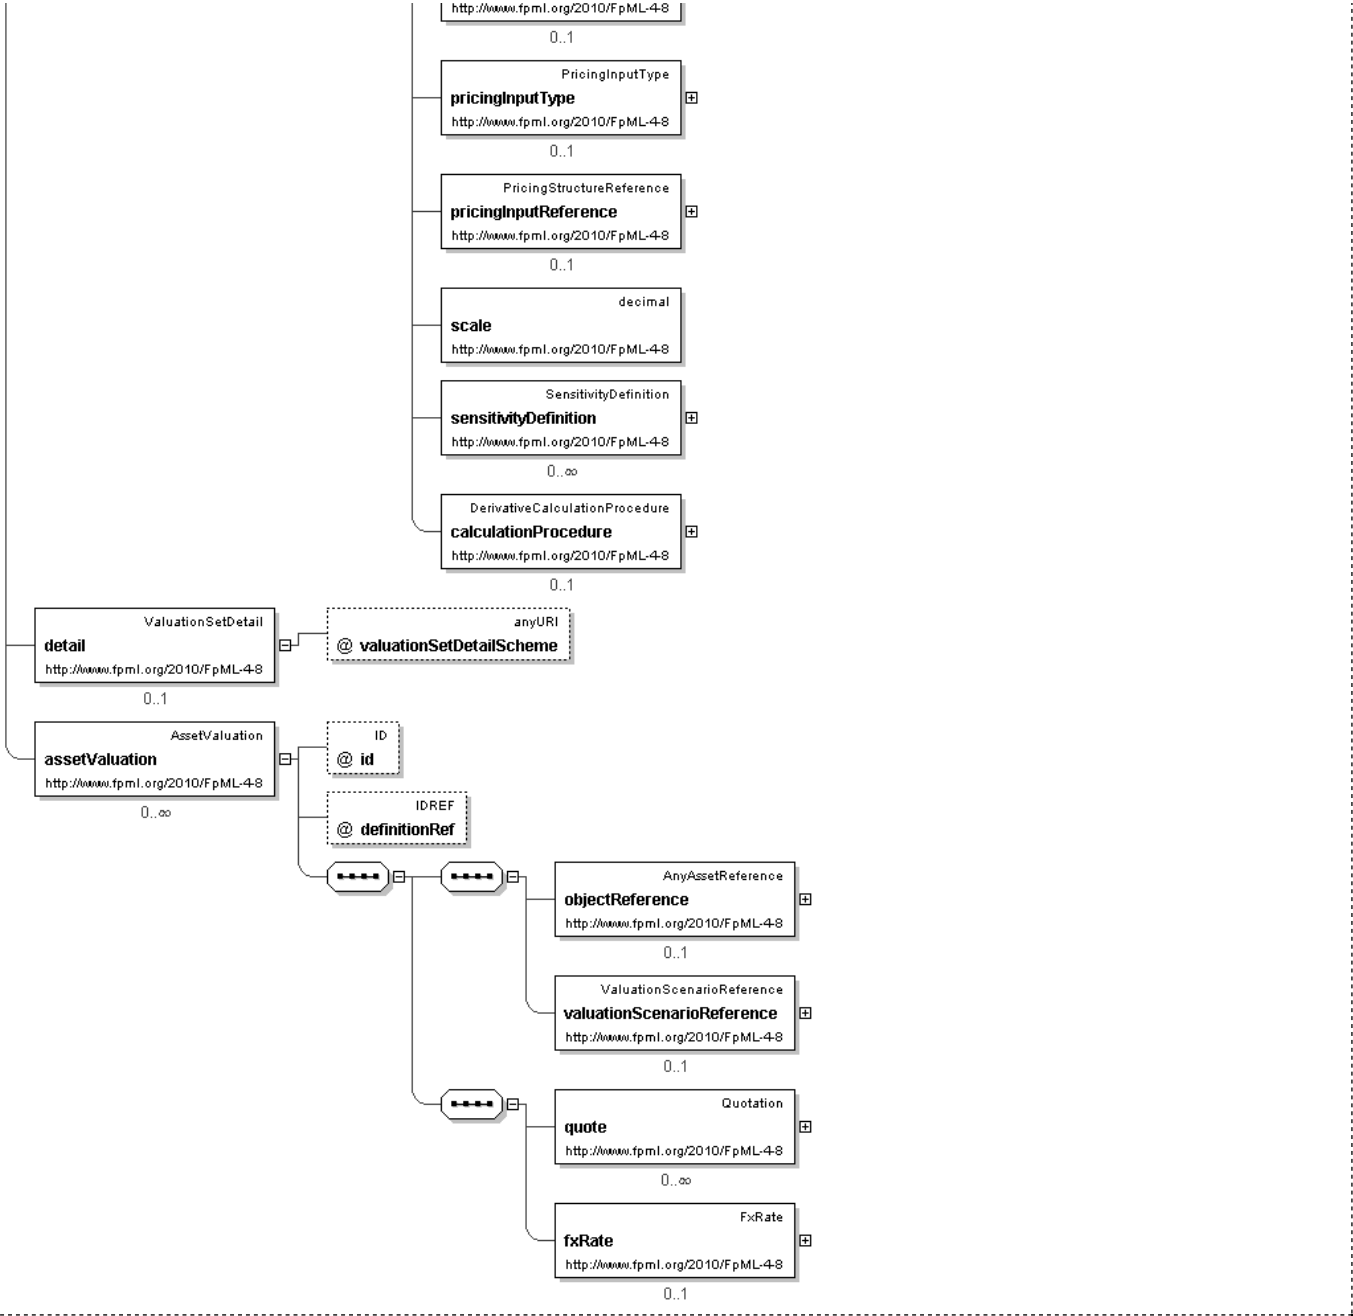 http://www.fpml.org/2010/FpML-4-8
0..1
PricingInputType
pricingInputType
http://www.fpml.org/2010/FpML-4-8
0..1
PricingStructureReference
pricingInputReference
http://www.fpml.org/2010/FpML-4-8
0..1
decimal
scale
http://www.fpml.org/2010/FpML-4-8
SensitivityDefinition
sensitivityDefinition
http://www.fpml.org/2010/FpML-4-8
0..∞
DerivativeCalculationProcedure
calculationProcedure
http://www.fpml.org/2010/FpML-4-8
0..1
ValuationSetDetail
detail
http://www.fpml.org/2010/FpML-4-8
0..1
anyURI
@ valuationSetDetailScheme
AssetValuation
assetValuation
http://www.fpml.org/2010/FpML-4-8
0..∞
ID
@ id
IDREF
@ definitionRef
AnyAssetReference
objectReference
http://www.fpml.org/2010/FpML-4-8
0..1
ValuationScenarioReference
valuationScenarioReference
http://www.fpml.org/2010/FpML-4-8
0..1
Quotation
quote
http://www.fpml.org/2010/FpML-4-8
0..∞
FxRate
fxRate
http://www.fpml.org/2010/FpML-4-8
0..1